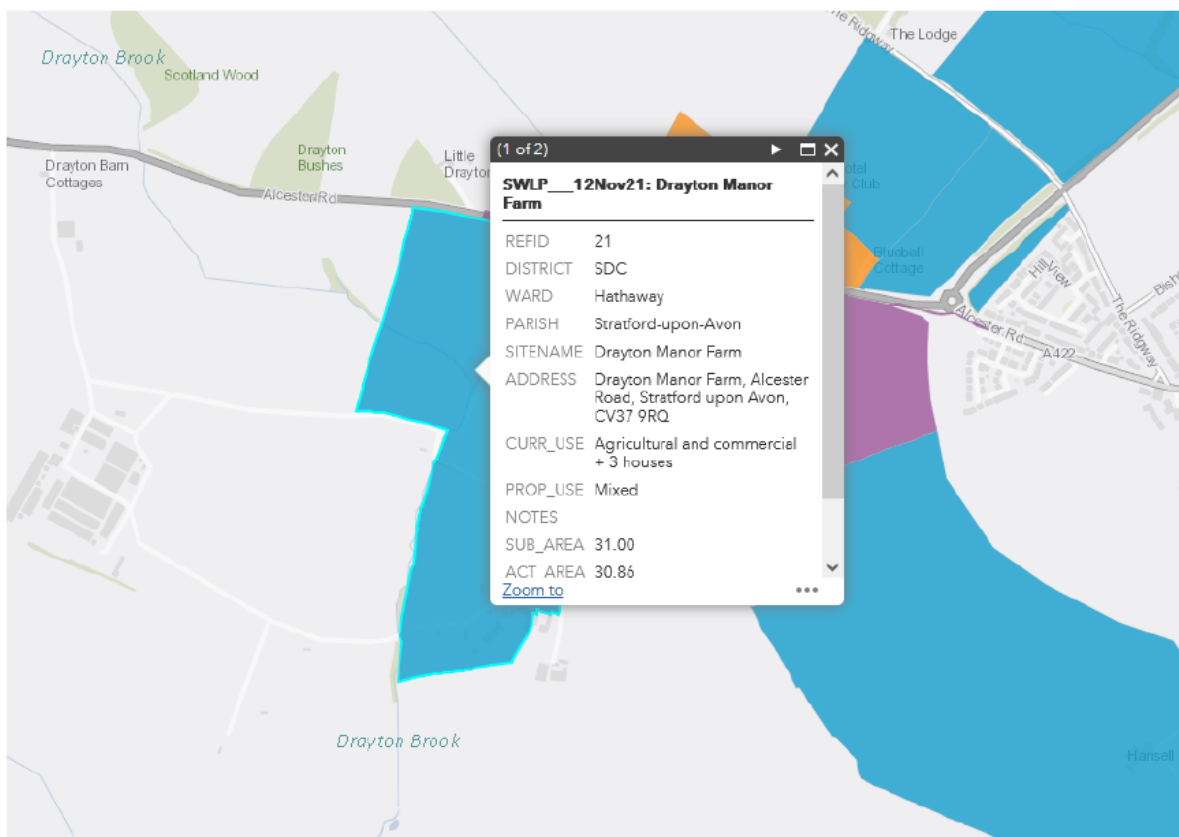 The Ridgway
The Lodge
Drayton Brook
Scotland Wood
Drayton Barn
Cottages
Drayton
Bushes
Little
Drayton
Alcester Rd
(1 of 2)
SWLP___12Nov21: Drayton Manor
Farm
REFID 21
DISTRICT SDC
WARD Hathaway
PARISH Stratford-upon-Avon
SITENAME Drayton Manor Farm
ADDRESS Drayton Manor Farm, Alcester
Road, Stratford upon Avon,
CV37 9RQ
CURR_USE Agricultural and commercial
+ 3 houses
PROP_USE Mixed
NOTES
SUB_AREA 31.00
ACT_AREA 30.86
Zoom to
Club
Bluebell
Cottage
Hill View
The Ridgway
Alcester Rd
A422
Drayton Brook
Hansell